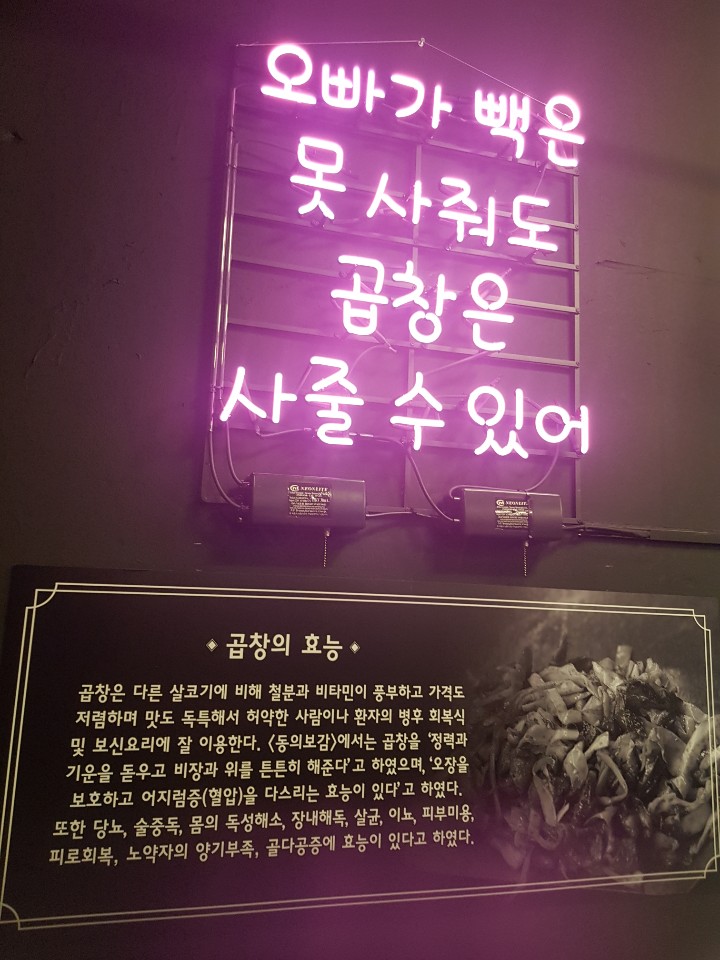 오빠가 빽은
못 사줘도
곱창은
사줄 수 있어
NEONEITE
NEONEITE
곱창의 효능
곱창은 다른 살코기에 비해 철분과 비타민이 풍부하고 가격도
저렴하며 맛도 독특해서 허약한 사람이나 환자의 병후 회복식
및 보신요리에 잘 이용한다. 〈동의보감〉에서는 곱창을 '정력과
기운을 돋우고 비장과 위를 튼튼히 해준다'고 하였으며, '오장을
보호하고 어지럼증(혈압)을 다스리는 효능이 있다'고 하였다.
또한 당뇨, 술중독, 몸의 독성해소, 장내해독, 살균, 이뇨, 피부미용,
피로회복, 노약자의 양기부족, 골다공증에 효능이 있다고 하였다.